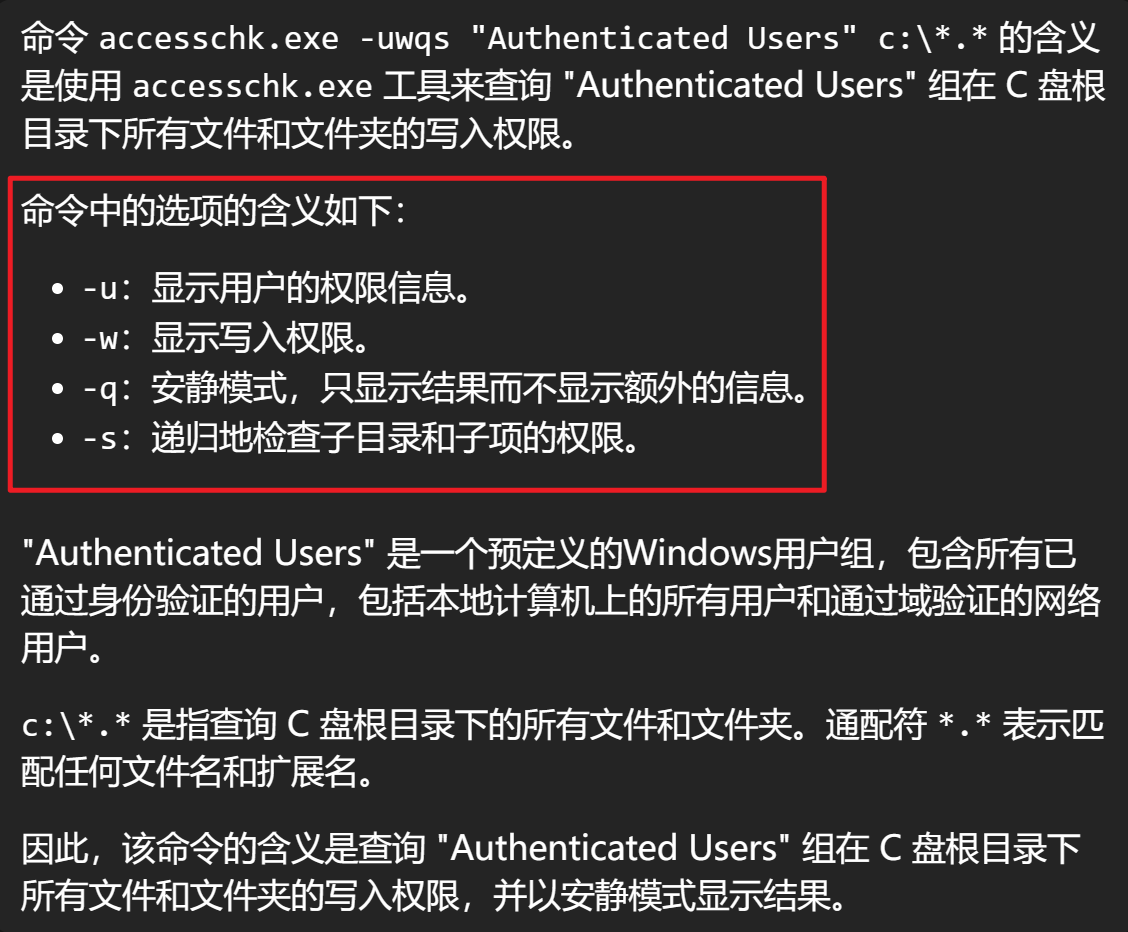 命令 accesschk.exe -uwqs "Authenticated Users" c:\*.* 的含义
是使用 accesschk.exe 工具来查询 "Authenticated Users" 组在 C 盘根
目录下所有文件和文件夹的写入权限。
命令中的选项的含义如下：
• -u：显示用户的权限信息。
• -w：显示写入权限。
• -q：安静模式，只显示结果而不显示额外的信息。
• -s：递归地检查子目录和子项的权限。
"Authenticated Users" 是一个预定义的Windows用户组，包含所有已
通过身份验证的用户，包括本地计算机上的所有用户和通过域验证的网络
用户。
c:\*.* 是指查询 C 盘根目录下的所有文件和文件夹。通配符 *.* 表示匹
配任何文件名和扩展名。
因此，该命令的含义是查询 "Authenticated Users" 组在 C 盘根目录下
所有文件和文件夹的写入权限，并以安静模式显示结果。